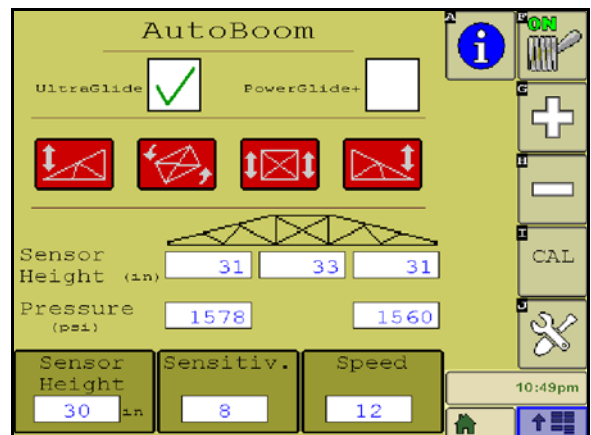 AutoBoom
UltraGlide PowerGlide+
Sensor
Height (in) 31 33 31
Pressure
(psi) 1578 1560
Sensor
Height
30 in
Sensitiv.
8
Speed
12
A
i
F
ON
G
H
I
CAL
J
10:49pm